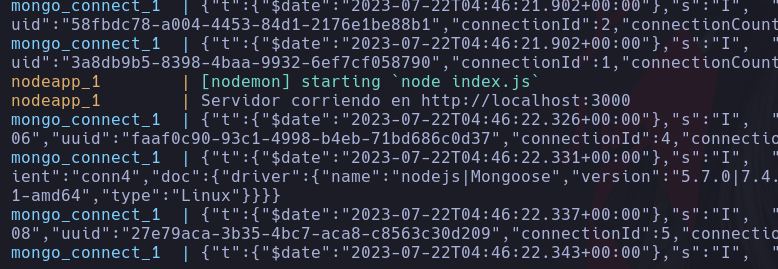 mongo_connect_1  | {"t":{"$date":"2023-07-22T04:46:21.902+00:00"},"s":"I",
uid":"58fbdc78-a004-4453-84d1-2176e1be88b1","connectionId":2,"connectionCount
mongo_connect_1  | {"t":{"$date":"2023-07-22T04:46:21.902+00:00"},"s":"I",
uid":"3a8db9b5-8398-4baa-9932-6ef7cf058790","connectionId":1,"connectionCount
nodeapp_1        | [nodemon] starting `node index.js`
nodeapp_1        | Servidor corriendo en http://localhost:3000
mongo_connect_1  | {"t":{"$date":"2023-07-22T04:46:22.326+00:00"},"s":"I",
06","uuid":"faaf0c90-93c1-4998-b4eb-71bd686c0d37","connectionId":4,"connectio
mongo_connect_1  | {"t":{"$date":"2023-07-22T04:46:22.331+00:00"},"s":"I",
ient":"conn4","doc":{"driver":{"name":"nodejs|Mongoose","version":"5.7.0|7.4.
1-amd64","type":"Linux"}}}}
mongo_connect_1  | {"t":{"$date":"2023-07-22T04:46:22.337+00:00"},"s":"I",
08","uuid":"27e79aca-3b35-4bc7-aca8-c8563c30d209","connectionId":5,"connectio
mongo_connect_1  | {"t":{"$date":"2023-07-22T04:46:22.343+00:00"},"s":"I",